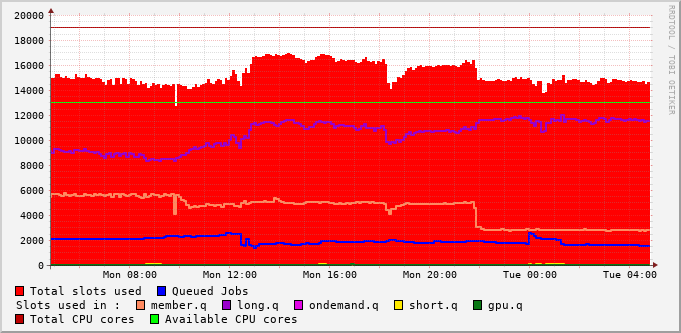 RRDTOOL / TOBI OETIKER
20000
18000
16000
14000
12000
10000
8000
6000
4000
2000
0
Mon 08:00 Mon 12:00 Mon 16:00 Mon 20:00 Tue 00:00 Tue 04:00
Total slots used Queued Jobs
Slots used in : member.q long.q ondemand.q short.q gpu.q
Total CPU cores Available CPU cores